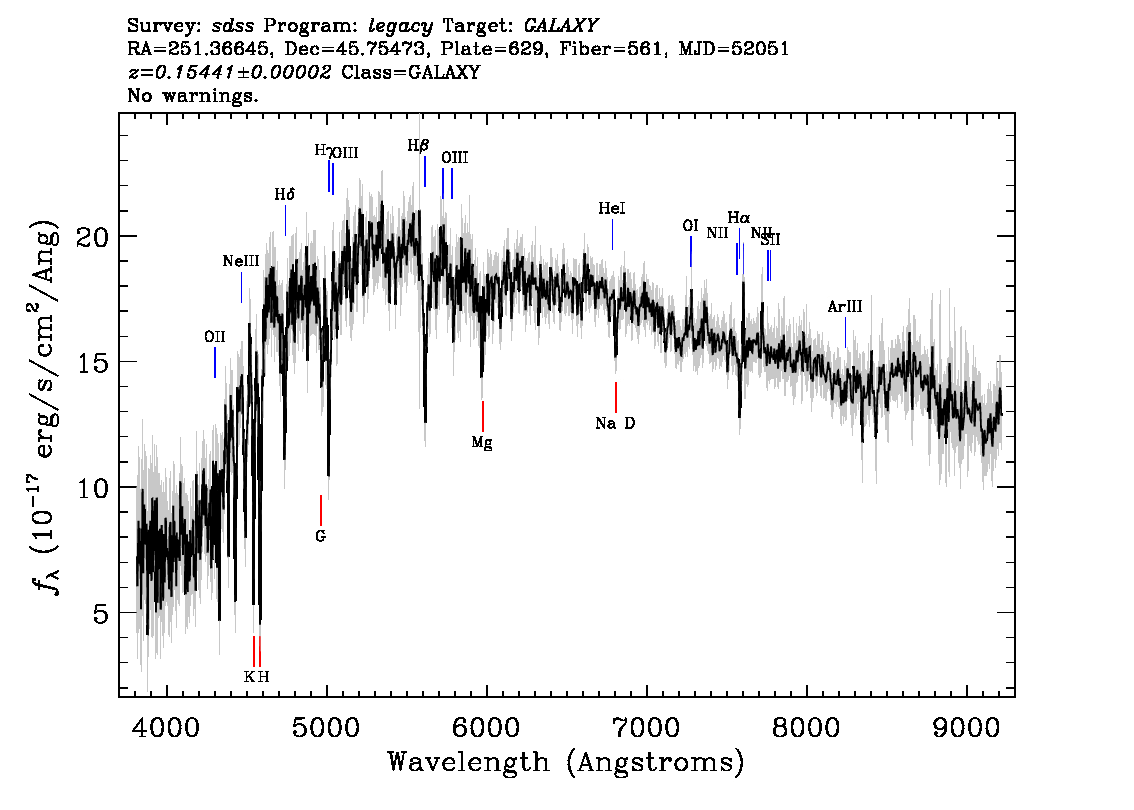 Survey: sdss Program: legacy Target: GALAXY
RA=251.36645, Dec=45.75473, Plate=629, Fiber=561, MJD=52051
z=0.15441±0.00002 Class=GALAXY
No warnings.
Hβ
Hγ OIII OIII
Hδ
HeI
Hα
OI NII NII
SII
NeIII
ArIII
OII
Na D
Mg
G
K H
20
15
10
5
f_λ (10^−17 erg/s/cm^2/Ang)
4000 5000 6000 7000 8000 9000
Wavelength (Angstroms)